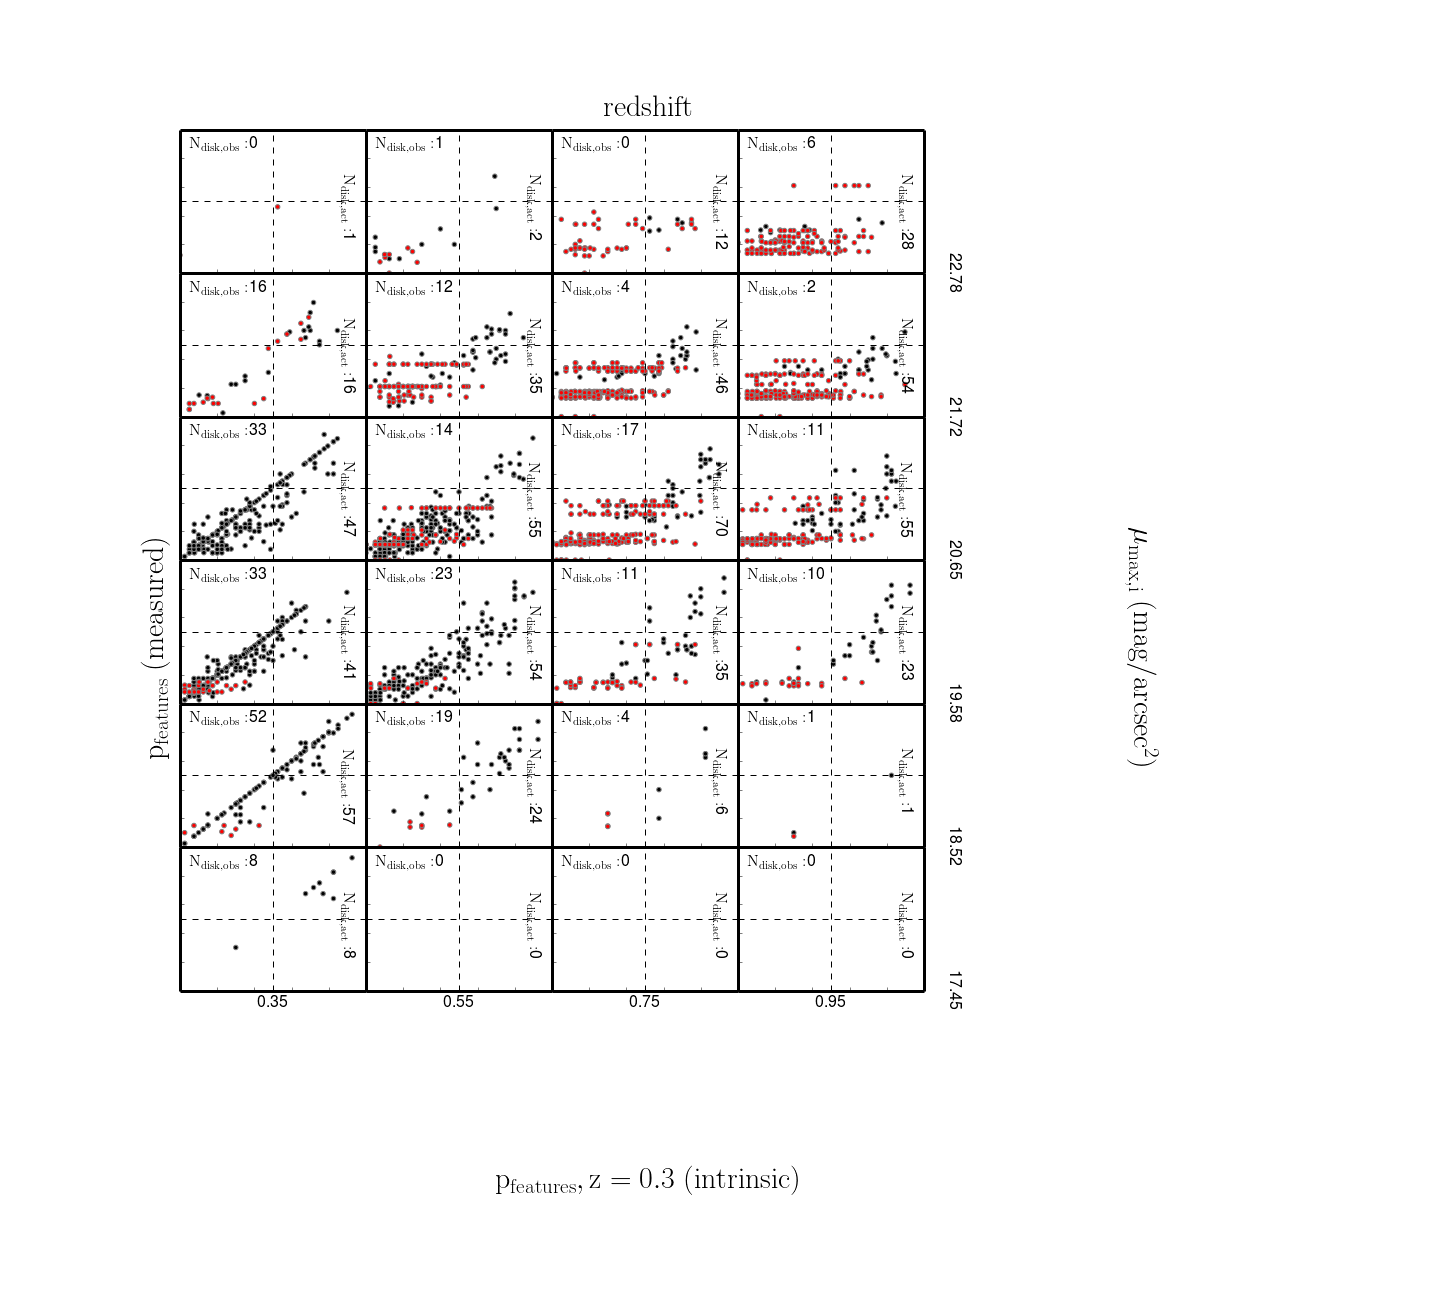 redshift
N_disk,obs :0
N_disk,act :1
N_disk,obs :1
N_disk,act :2
N_disk,obs :0
N_disk,act :12
N_disk,obs :6
N_disk,act :28
22.78
N_disk,obs :16
N_disk,act :16
N_disk,obs :12
N_disk,act :35
N_disk,obs :4
N_disk,act :46
N_disk,obs :2
N_disk,act :54
21.72
N_disk,obs :33
N_disk,act :47
N_disk,obs :14
N_disk,act :55
N_disk,obs :17
N_disk,act :70
N_disk,obs :11
N_disk,act :55
20.65
N_disk,obs :33
N_disk,act :41
N_disk,obs :23
N_disk,act :54
N_disk,obs :11
N_disk,act :35
N_disk,obs :10
N_disk,act :23
19.58
N_disk,obs :52
N_disk,act :57
N_disk,obs :19
N_disk,act :24
N_disk,obs :4
N_disk,act :6
N_disk,obs :1
N_disk,act :1
18.52
N_disk,obs :8
N_disk,act :8
N_disk,obs :0
N_disk,act :0
N_disk,obs :0
N_disk,act :0
N_disk,obs :0
N_disk,act :0
17.45
0.35
0.55
0.75
0.95
p_features (measured)
μ_max,i (mag/arcsec²)
p_features, z = 0.3 (intrinsic)